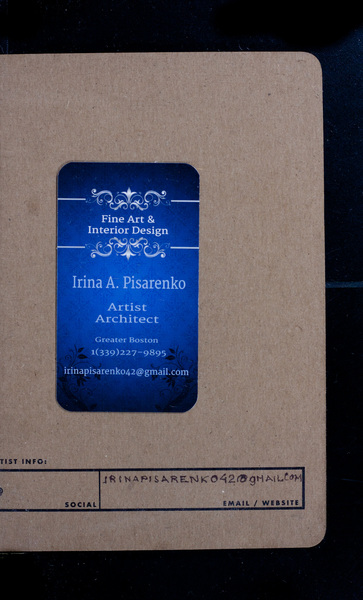 Fine Art &
Interior Design
Irina A. Pisarenko
Artist
Architect
Greater Boston
1(339)227-9895
irinapisarenko42@gmail.com
TIST INFO:
IRINAPISARENKO42@GMAIL.COM
SOCIAL
EMAIL / WEBSITE